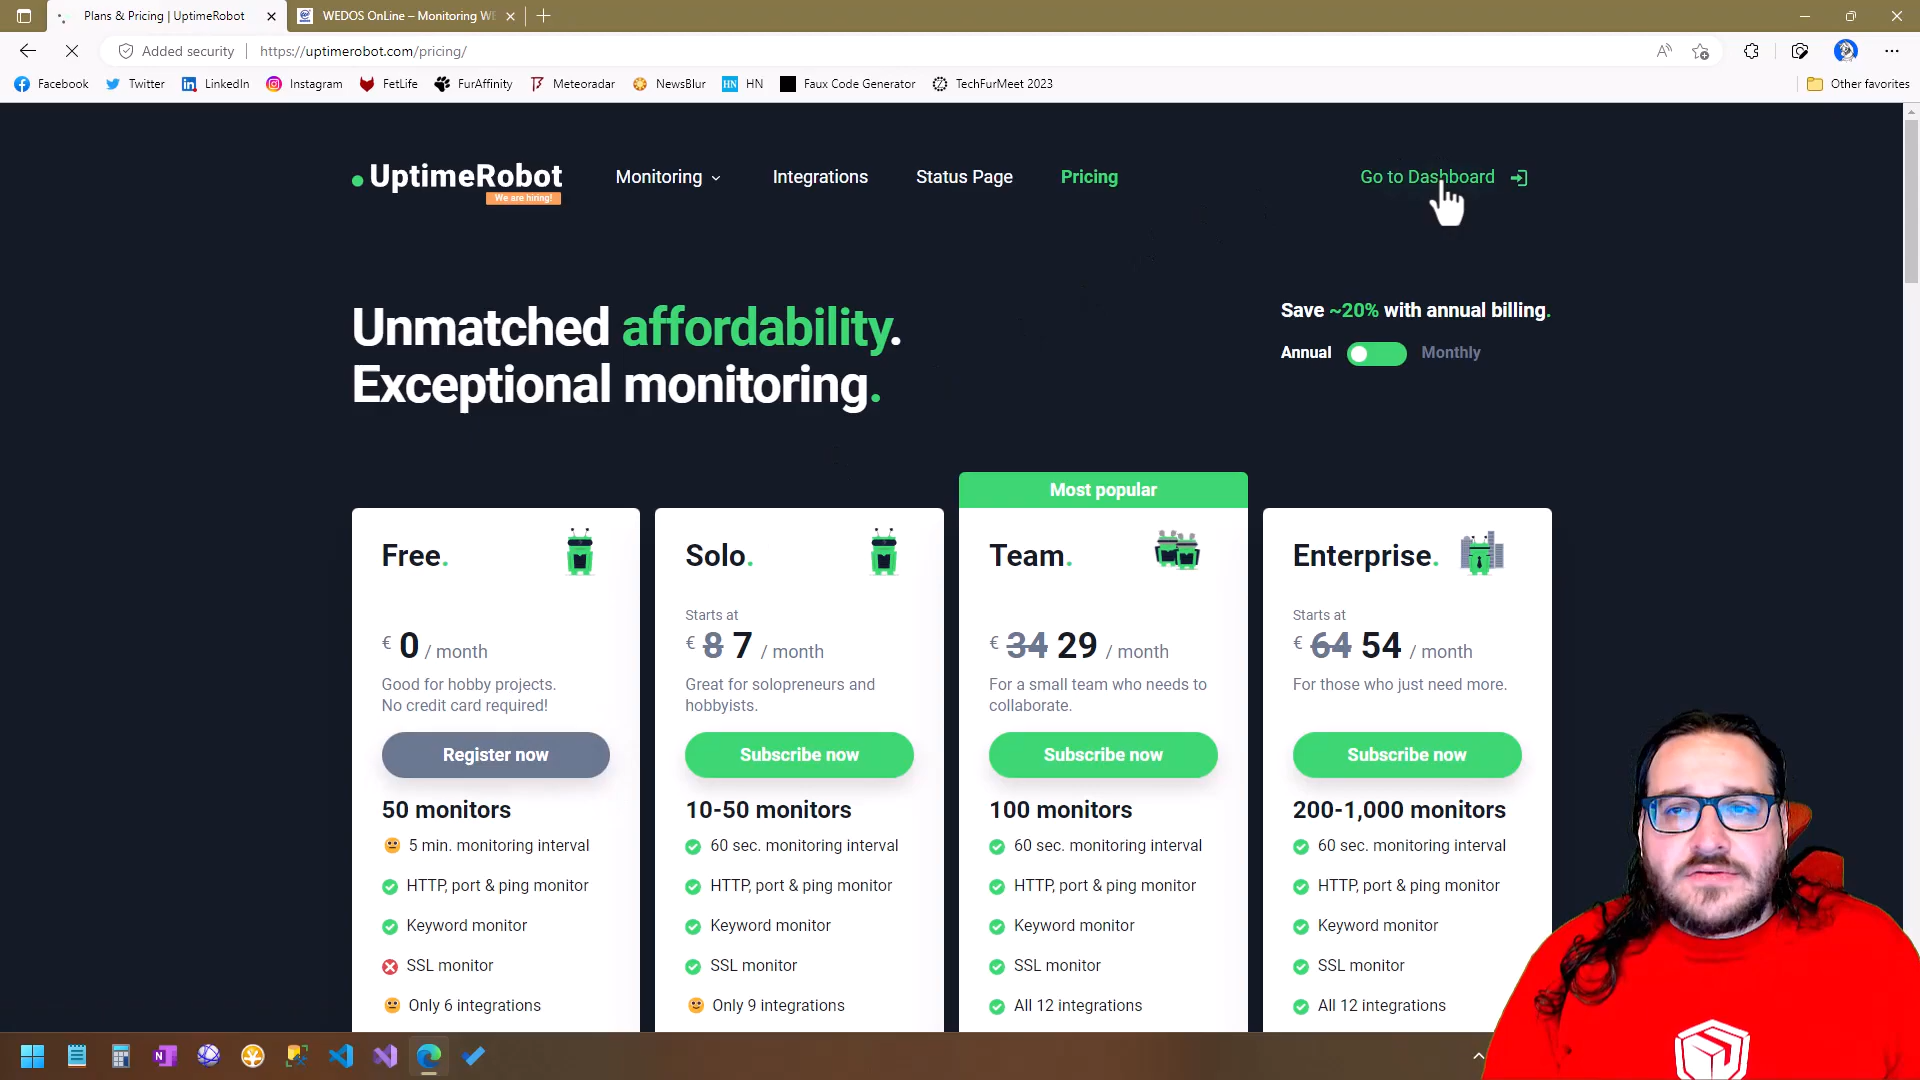 Plans & Pricing | UptimeRobot
WEDOS OnLine – Monitoring WE
Added security
https://uptimerobot.com/pricing/
Facebook
Twitter
LinkedIn
Instagram
FetLife
FurAffinity
Meteoradar
NewsBlur
HN HN
Faux Code Generator
TechFurMeet 2023
Other favorites
UptimeRobot
We are hiring!
Monitoring
Integrations
Status Page
Pricing
Go to Dashboard
Unmatched affordability.
Exceptional monitoring.
Save ~20% with annual billing.
Annual
Monthly
Free.
€ 0 / month
Good for hobby projects.
No credit card required!
Register now
50 monitors
5 min. monitoring interval
HTTP, port & ping monitor
Keyword monitor
SSL monitor
Only 6 integrations
Solo.
Starts at
€ 8 7 / month
Great for solopreneurs and
hobbyists.
Subscribe now
10-50 monitors
60 sec. monitoring interval
HTTP, port & ping monitor
Keyword monitor
SSL monitor
Only 9 integrations
Most popular
Team.
€ 34 29 / month
For a small team who needs to
collaborate.
Subscribe now
100 monitors
60 sec. monitoring interval
HTTP, port & ping monitor
Keyword monitor
SSL monitor
All 12 integrations
Enterprise.
Starts at
€ 64 54 / month
For those who just need more.
Subscribe now
200-1,000 monitors
60 sec. monitoring interval
HTTP, port & ping monitor
Keyword monitor
SSL monitor
All 12 integrations